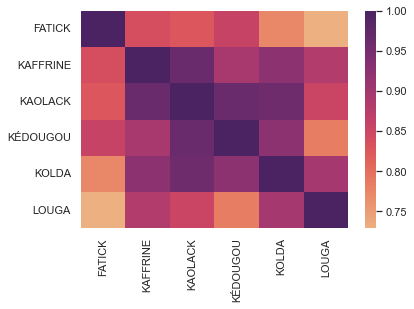 FATICK
KAFFRINE
KAOLACK
KÉDOUGOU
KOLDA
LOUGA
FATICK
KAFFRINE
KAOLACK
KÉDOUGOU
KOLDA
LOUGA
1.00
0.95
0.90
0.85
0.80
0.75